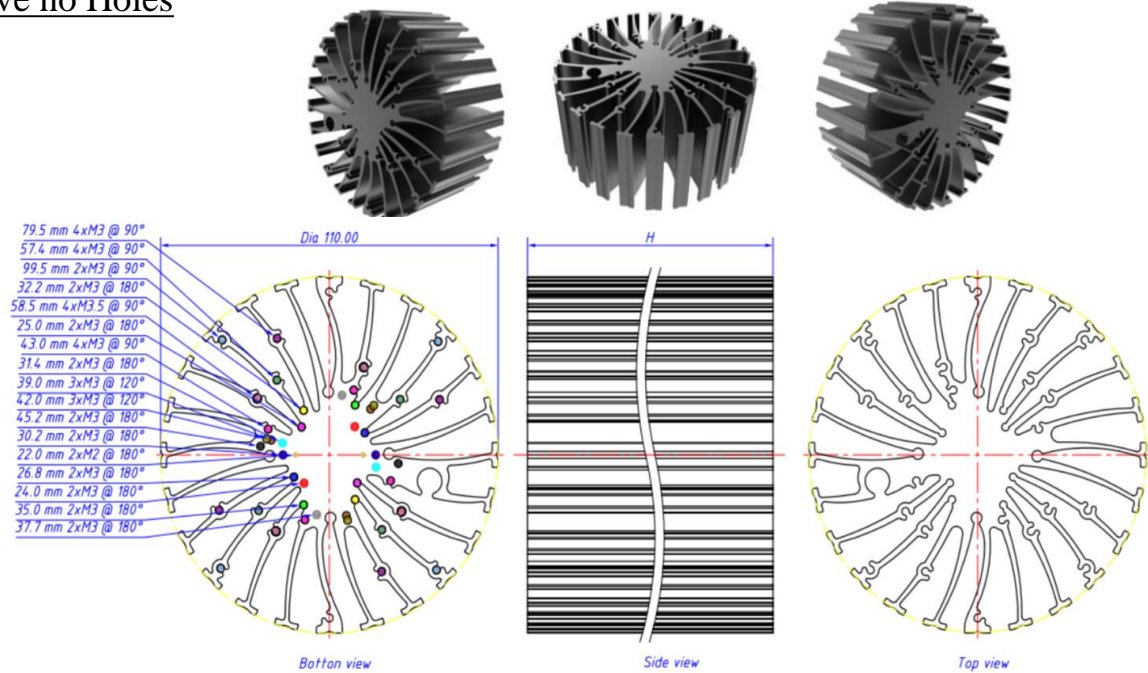 ve no Holes
79.5 mm 4xM3 @ 90°
57.4 mm 4xM3 @ 90°
99.5 mm 2xM3 @ 90°
32.2 mm 2xM3 @ 180°
58.5 mm 4xM3.5 @ 90°
25.0 mm 2xM3 @ 180°
43.0 mm 4xM3 @ 90°
31.4 mm 2xM3 @ 180°
39.0 mm 3xM3 @ 120°
42.0 mm 3xM3 @ 120°
45.2 mm 2xM3 @ 180°
30.2 mm 2xM3 @ 180°
22.0 mm 2xM2 @ 180°
26.8 mm 2xM3 @ 180°
24.0 mm 2xM3 @ 180°
35.0 mm 2xM3 @ 180°
37.7 mm 2xM3 @ 180°
Dia 110.00
H
Botton view
Side view
Top view